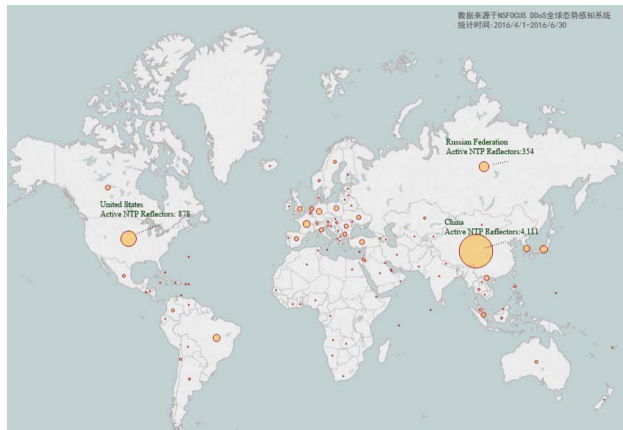 数据来源于NSFOCUS DDoS全球态势感知系统
统计时间:2016/4/1-2016/6/30
Russian Federation
Active NTP Reflectors:354
United States
Active NTP Reflectors: 878
China
Active NTP Reflectors:4,111